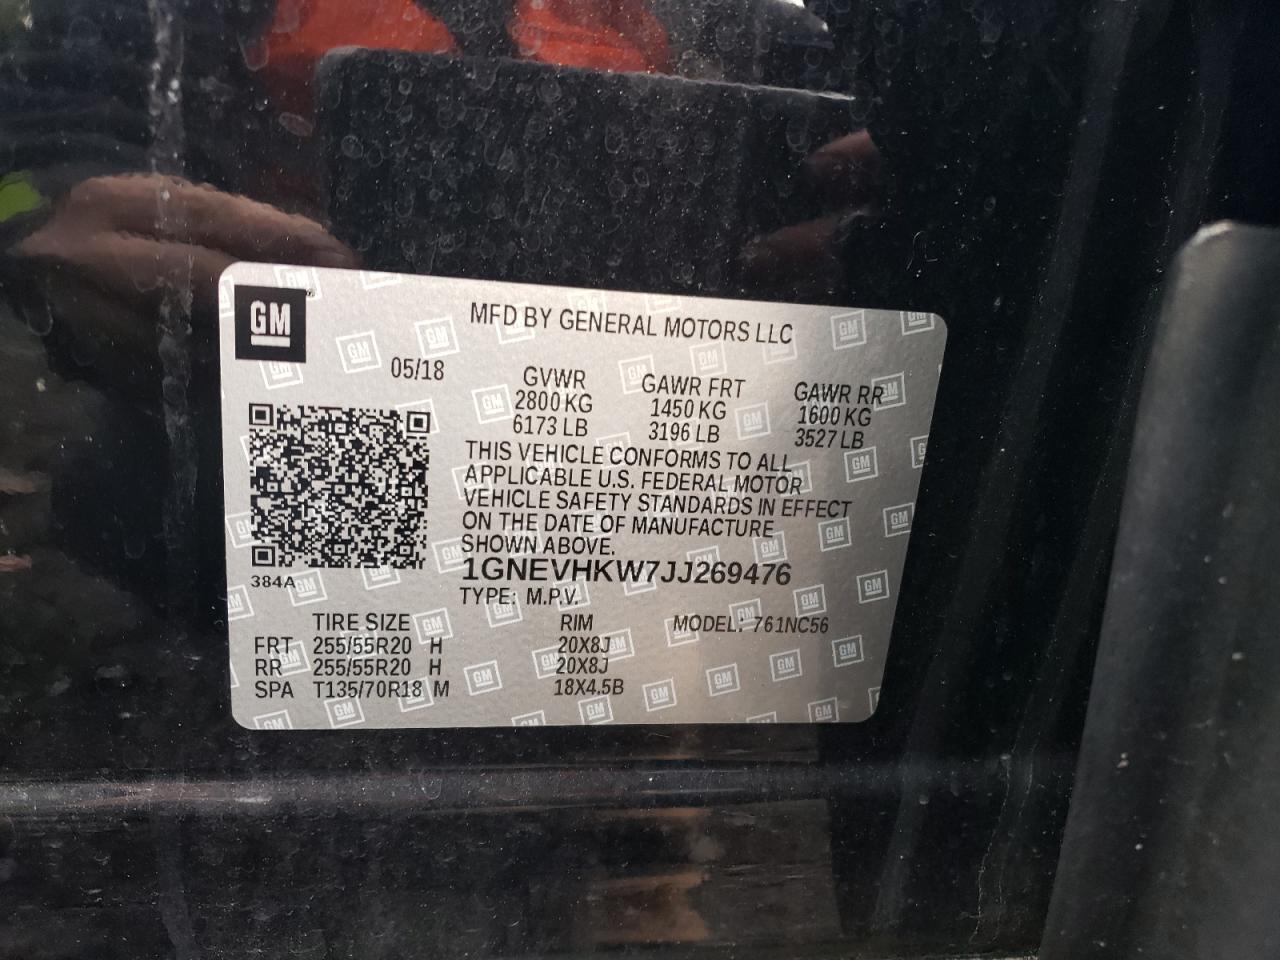 GM
MFD BY GENERAL MOTORS LLC
05/18
GVWR GAWR FRT GAWR RR
2800 KG 1450 KG 1600 KG
6173 LB 3196 LB 3527 LB
THIS VEHICLE CONFORMS TO ALL
APPLICABLE U.S. FEDERAL MOTOR
VEHICLE SAFETY STANDARDS IN EFFECT
ON THE DATE OF MANUFACTURE
SHOWN ABOVE.
384A
1GNEVHKW7JJ269476
TYPE: M.P.V.
TIRE SIZE RIM MODEL: 761NC56
FRT 255/55R20 H 20X8J
RR 255/55R20 H 20X8J
SPA T135/70R18 M 18X4.5B